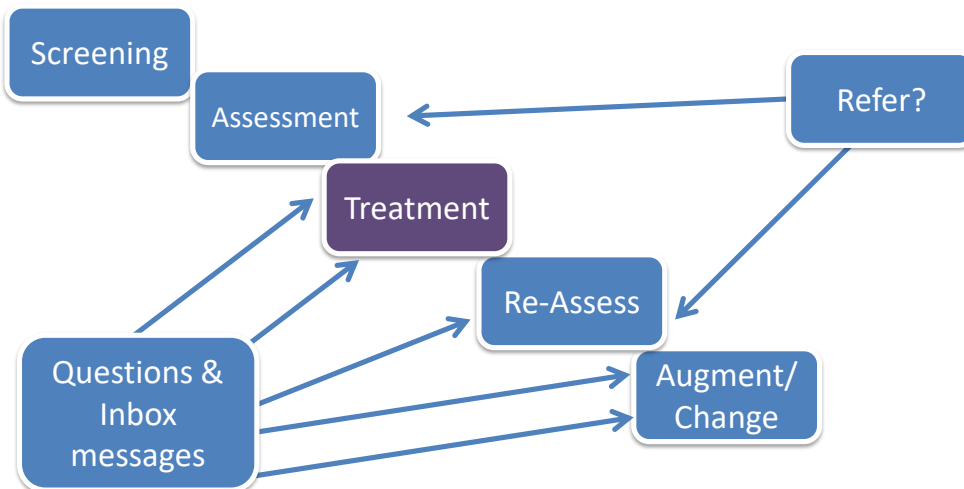 Screening
Refer?
Assessment
Treatment
Re-Assess
Questions &
Inbox
messages
Augment/
Change